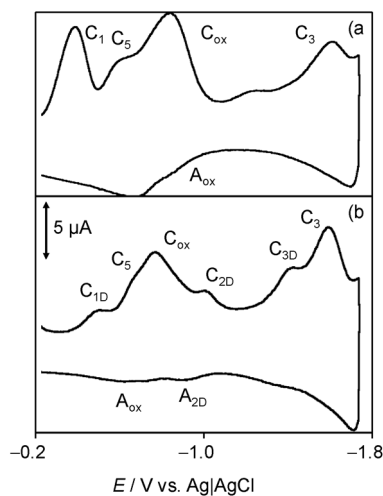 (a
C₁ C₅ Cox C₃
Aox
5 µA
(b
C₁D C₅ Cox C₂D C₃D C₃
Aox A₂D
−0.2 −1.0 −1.8
E / V vs. Ag|AgCl